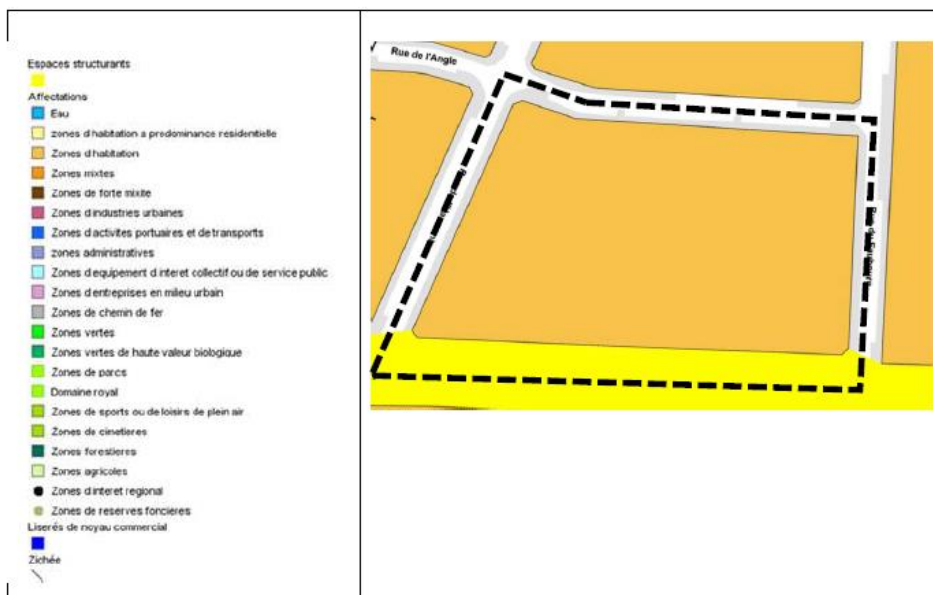 Espaces structurants
Affectations
Eau
zones d'habitation a predominance residentielle
Zones d'habitation
Zones mixtes
Zones de forte mixite
Zones d'industries urbaines
Zones d'activites portuaires et de transports
zones administratives
Zones d'equipement d'interet collectif ou de service public
Zones d'entreprises en milieu urbain
Zones de chemin de fer
Zones vertes
Zones vertes de haute valeur biologique
Zones de parcs
Domaine royal
Zones de sports ou de loisirs de plein air
Zones de cimetieres
Zones forestieres
Zones agricoles
Zones d'interet regional
Zones de reserves foncieres
Liserés de noyau commercial
Zichée
Rue de l'Angle
Rue du Faubourg